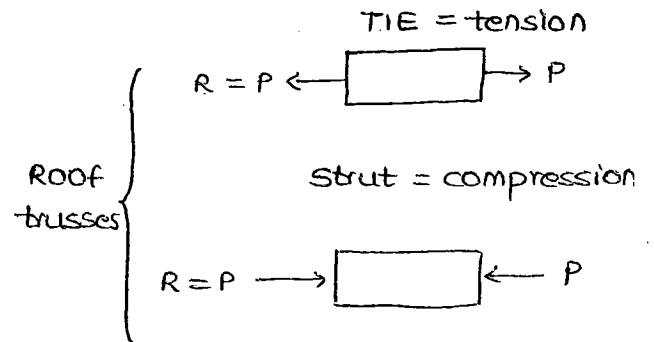 TIE = tension
R = P ← → P
Roof trusses
Strut = compression
R = P → ← P